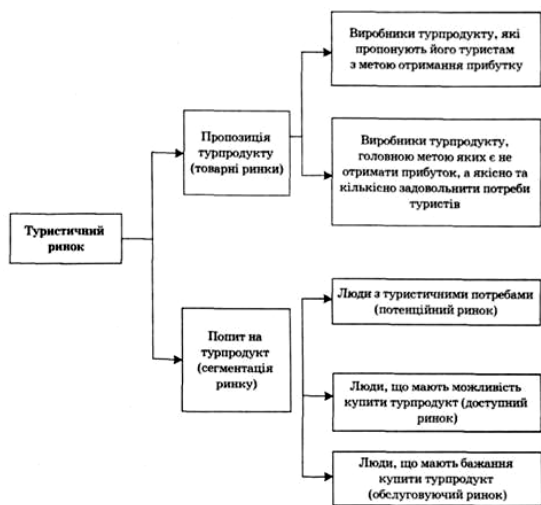 Виробники турпродукту, які
пропонують його туристам
з метою отримання прибутку
Пропозиція
турпродукту
(товарні ринки)
Виробники турпродукту,
головною метою яких є не
отримати прибуток, а якісно та
кількісно задовольнити потреби
туристів
Туристичний
ринок
Люди з туристичними потребами
(потенційний ринок)
Попит на
турпродукт
(сегментація
ринку)
Люди, що мають можливість
купити турпродукт (доступний
ринок)
Люди, що мають бажання
купити турпродукт
(обслуговуючий ринок)